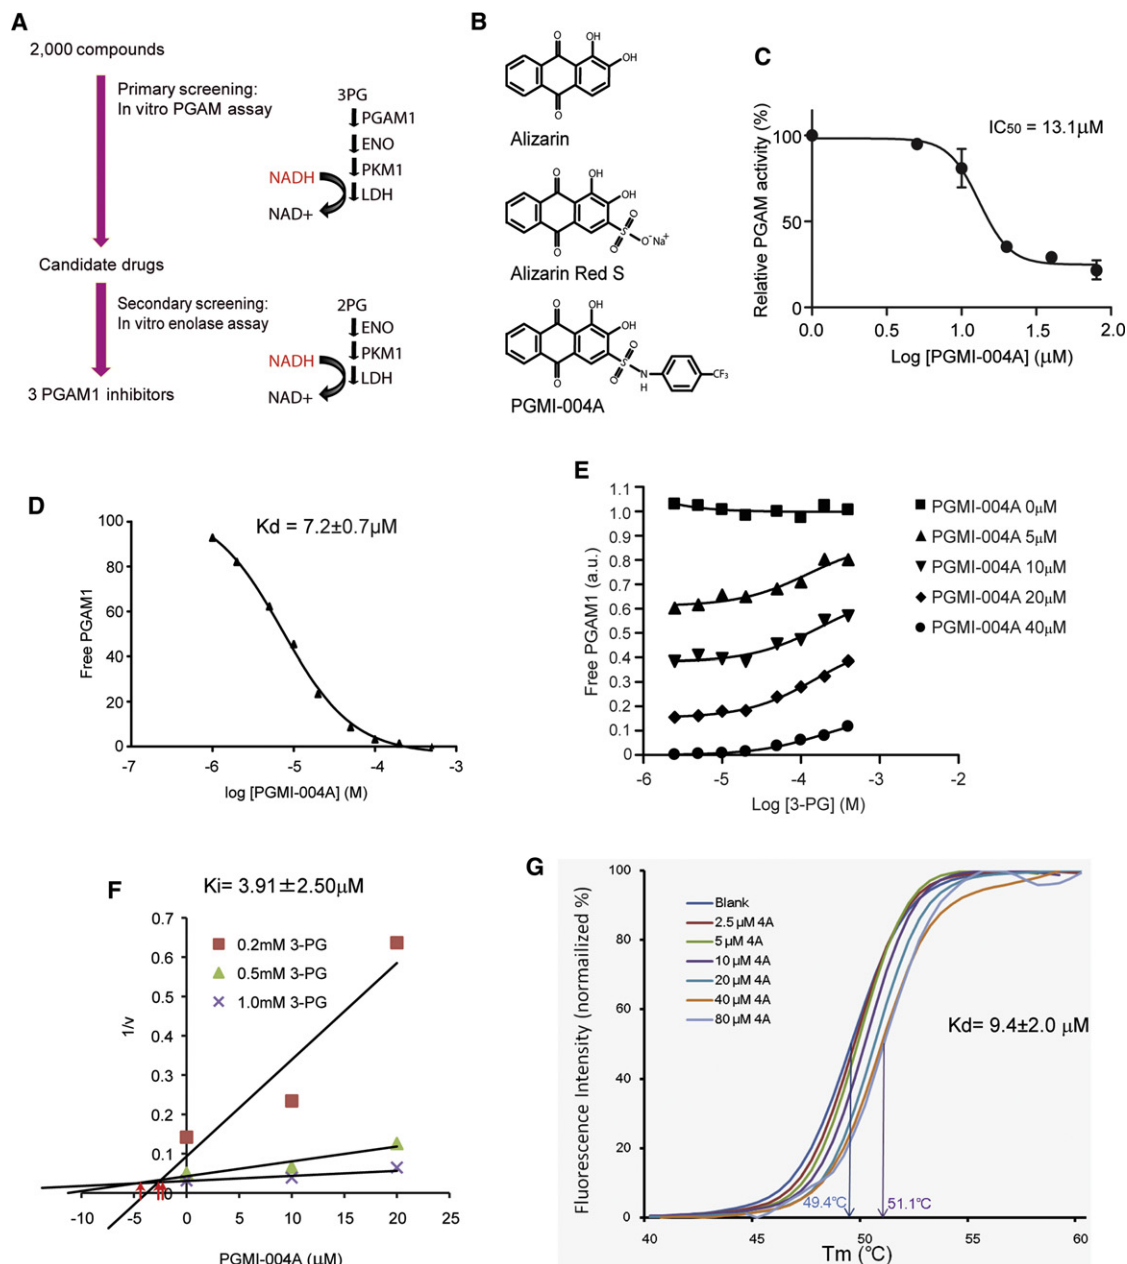 A
2,000 compounds
Primary screening:
In vitro PGAM assay
3PG
PGAM1
ENO
PKM1
LDH
NADH
NAD+
Candidate drugs
Secondary screening:
In vitro enolase assay
2PG
ENO
PKM1
LDH
NADH
NAD+
3 PGAM1 inhibitors
B
O
OH
OH
O
Alizarin
O
OH
OH
O
O
S
O
O⁻Na⁺
Alizarin Red S
O
OH
OH
O
O
S
O
N
H
CF₃
PGMI-004A
C
IC50 = 13.1μM
Relative PGAM activity (%)
100
50
0
0.0 0.5 1.0 1.5 2.0
Log [PGMI-004A] (μM)
D
Kd = 7.2±0.7μM
Free PGAM1
100
80
60
40
20
0
-7 -6 -5 -4 -3
log [PGMI-004A] (M)
E
Free PGAM1 (a.u.)
1.1
1.0
0.9
0.8
0.7
0.6
0.5
0.4
0.3
0.2
0.1
0
-6 -5 -4 -3 -2
Log [3-PG] (M)
PGMI-004A 0μM
PGMI-004A 5μM
PGMI-004A 10μM
PGMI-004A 20μM
PGMI-004A 40μM
F
Ki= 3.91±2.50μM
1/v
0.7
0.6
0.5
0.4
0.3
0.2
0.1
0
0.2mM 3-PG
0.5mM 3-PG
1.0mM 3-PG
-10 -5 0 5 10 15 20 25
PGMI-004A (μM)
G
Fluorescence Intensity (normailized %)
100
80
60
40
20
0
Blank
2.5 μM 4A
5 μM 4A
10 μM 4A
20 μM 4A
40 μM 4A
80 μM 4A
Kd= 9.4±2.0 μM
49.4℃
51.1℃
40 45 50 55 60
Tm (℃)